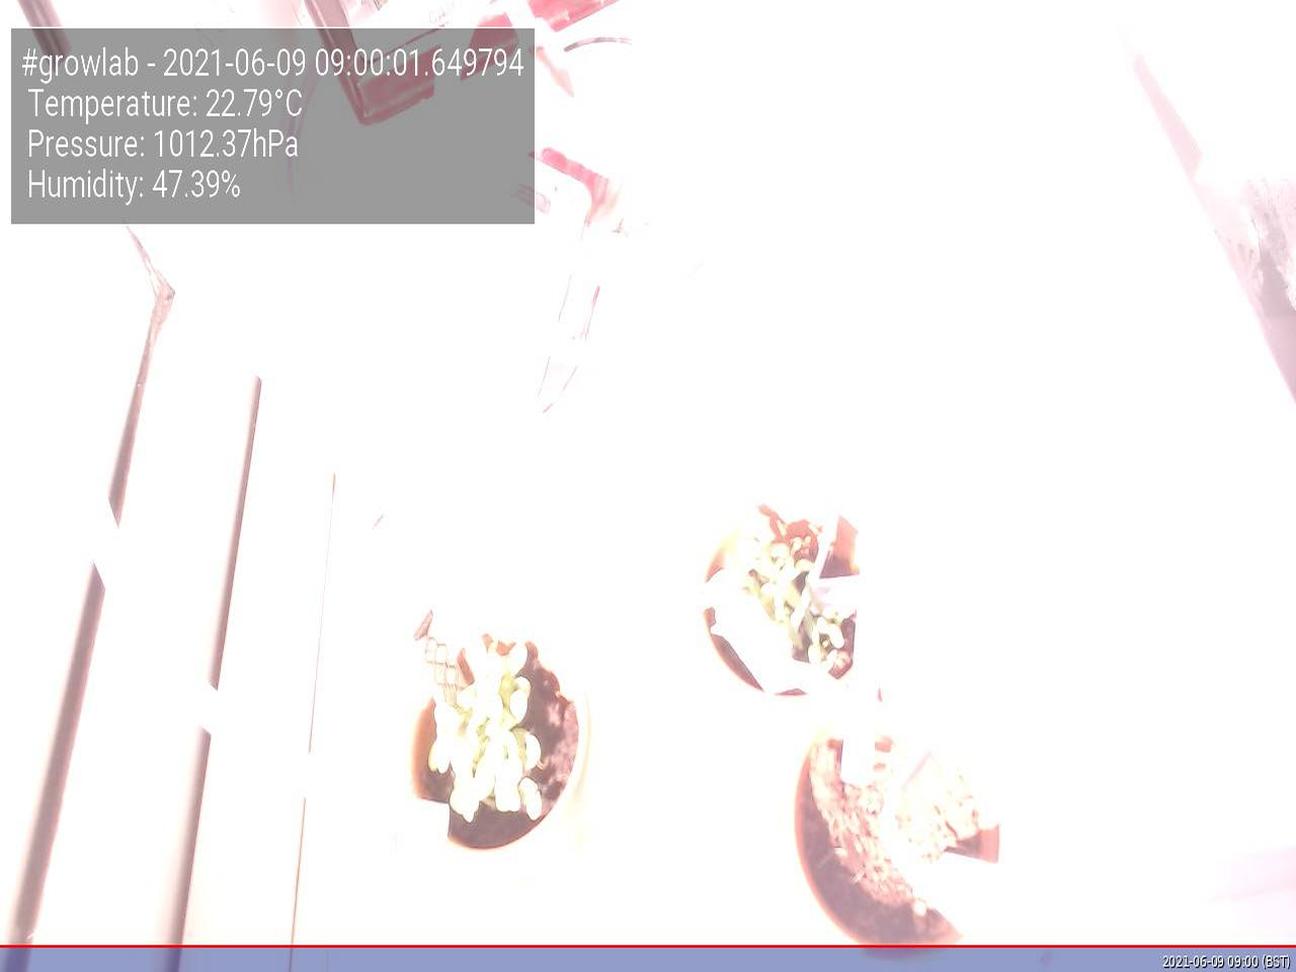 #growlab - 2021-06-09 09:00:01.649794
Temperature: 22.79°C
Pressure: 1012.37hPa
Humidity: 47.39%
2021-06-09 09:00 (BST)